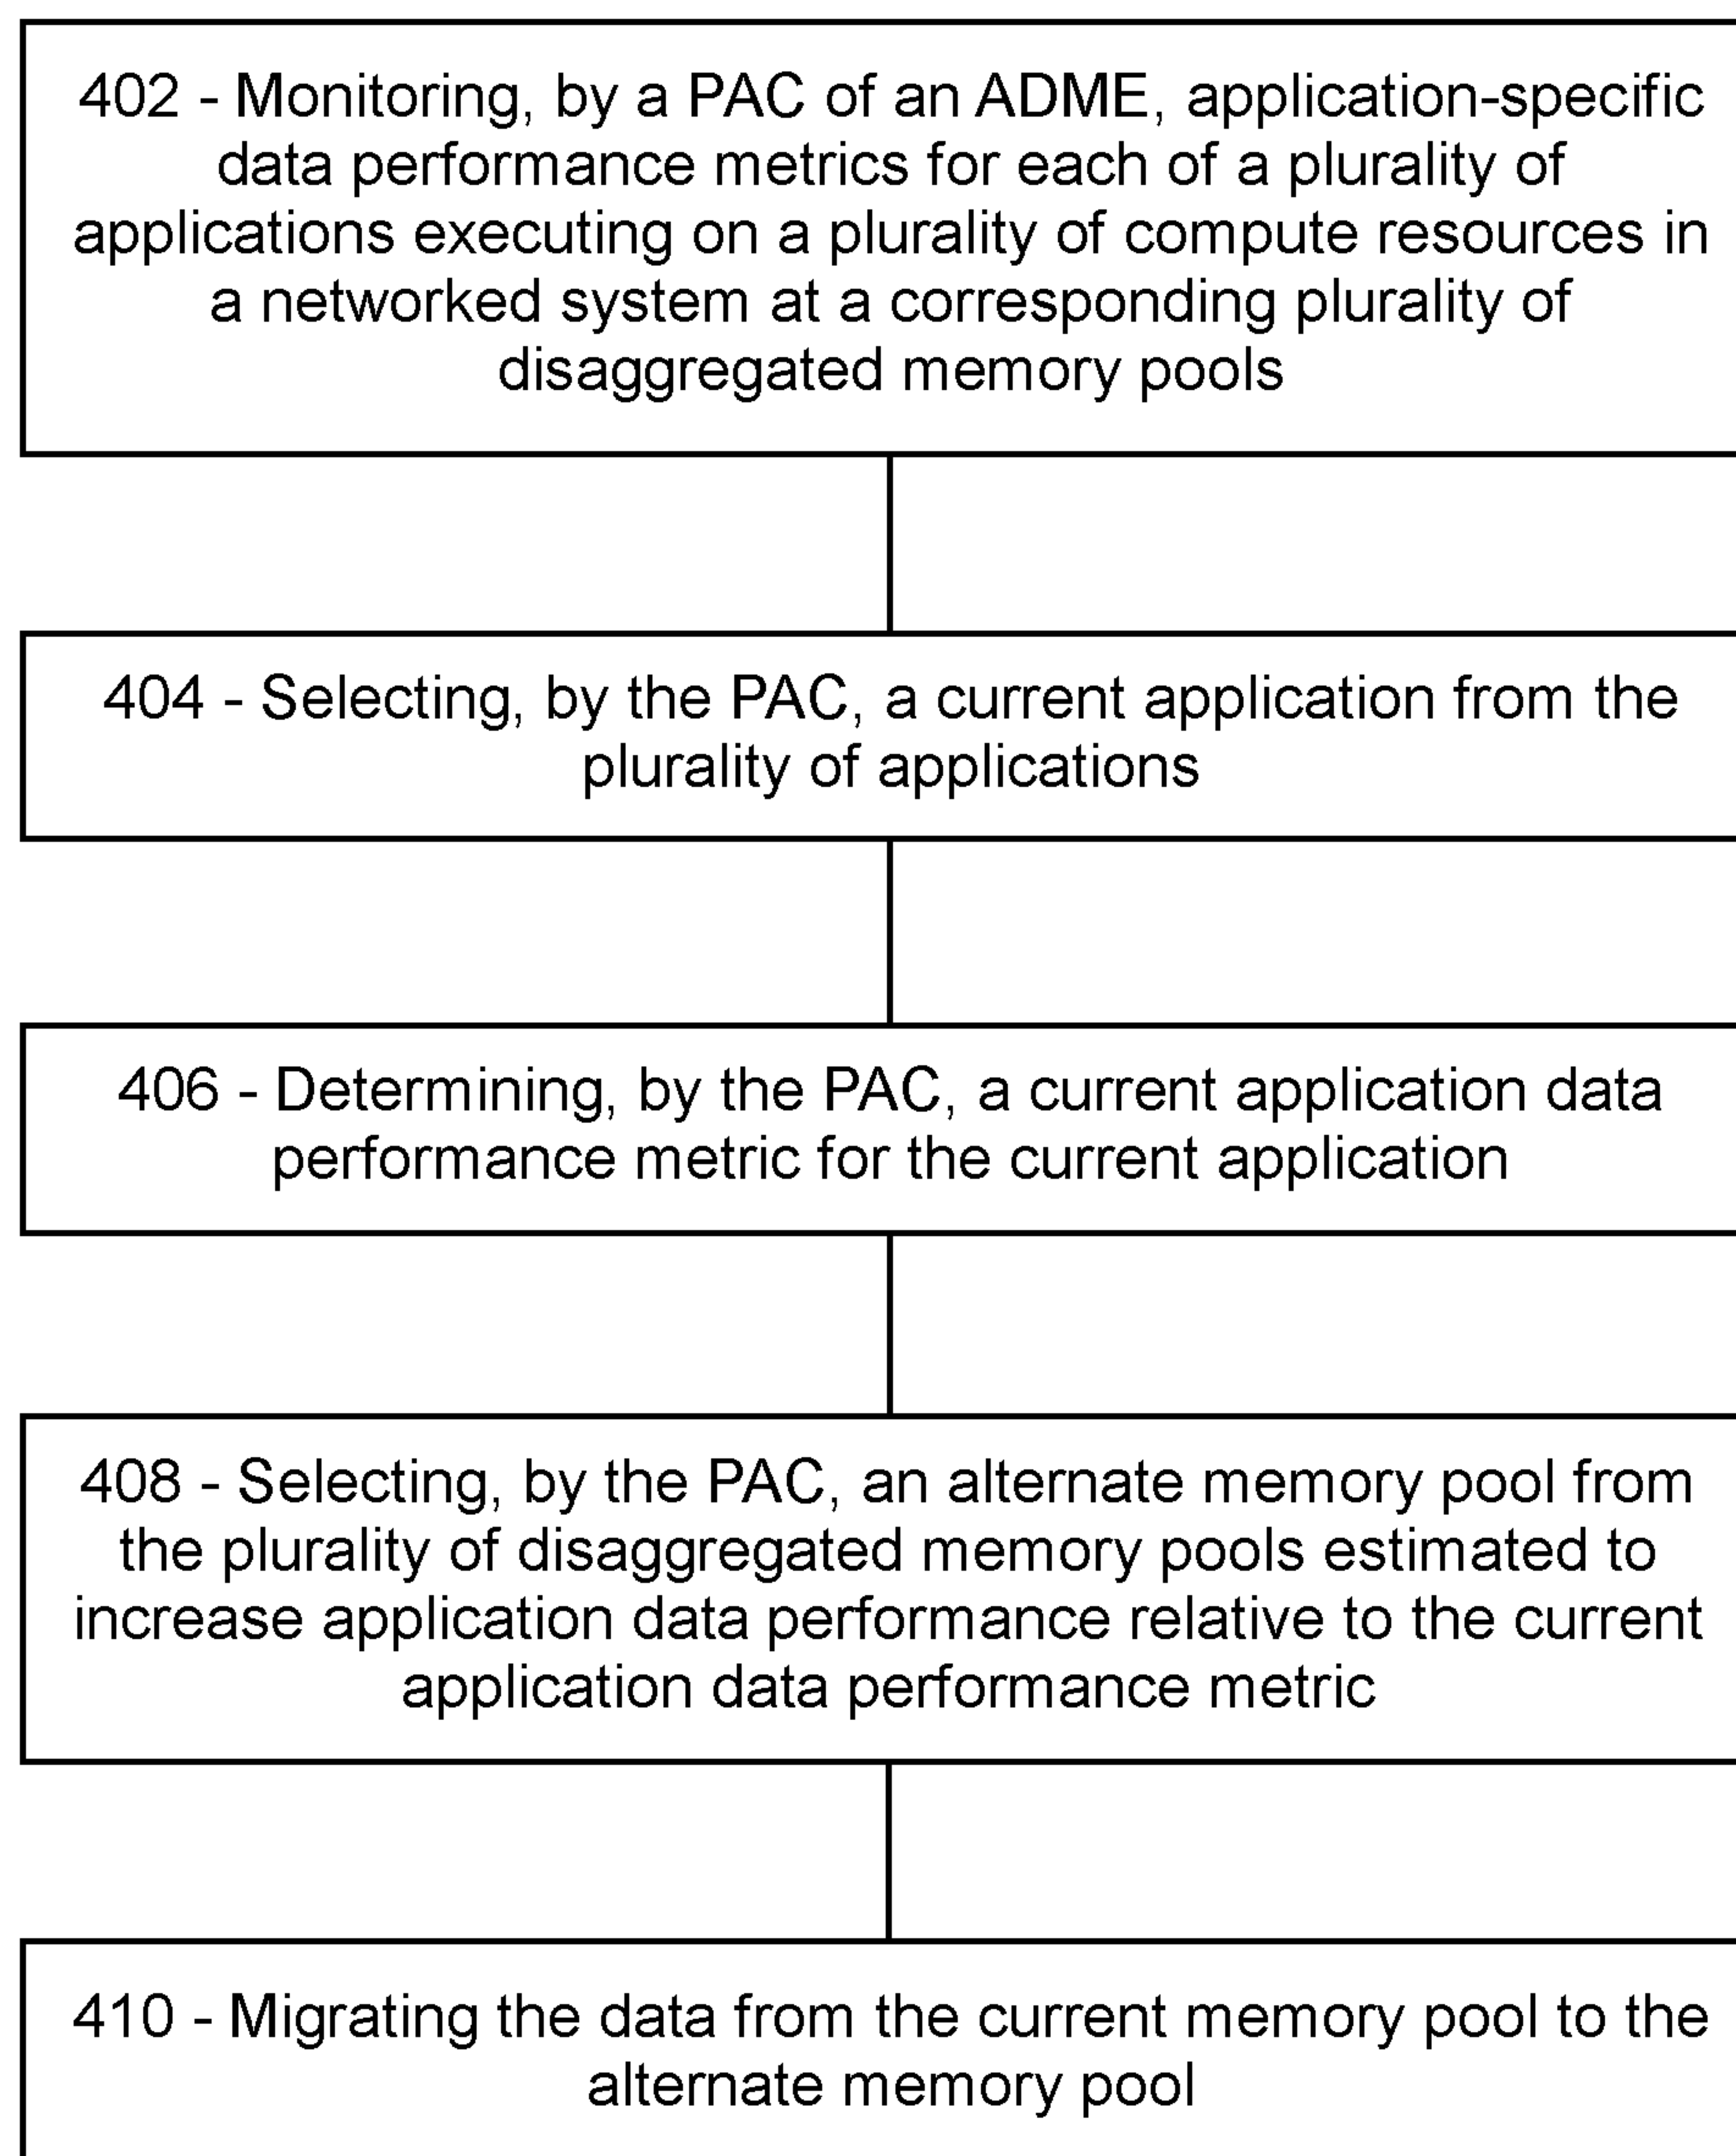 402 - Monitoring, by a PAC of an ADME, application-specific
data performance metrics for each of a plurality of
applications executing on a plurality of compute resources in
a networked system at a corresponding plurality of
disaggregated memory pools
404 - Selecting, by the PAC, a current application from the
plurality of applications
406 - Determining, by the PAC, a current application data
performance metric for the current application
408 - Selecting, by the PAC, an alternate memory pool from
the plurality of disaggregated memory pools estimated to
increase application data performance relative to the current
application data performance metric
410 - Migrating the data from the current memory pool to the
alternate memory pool